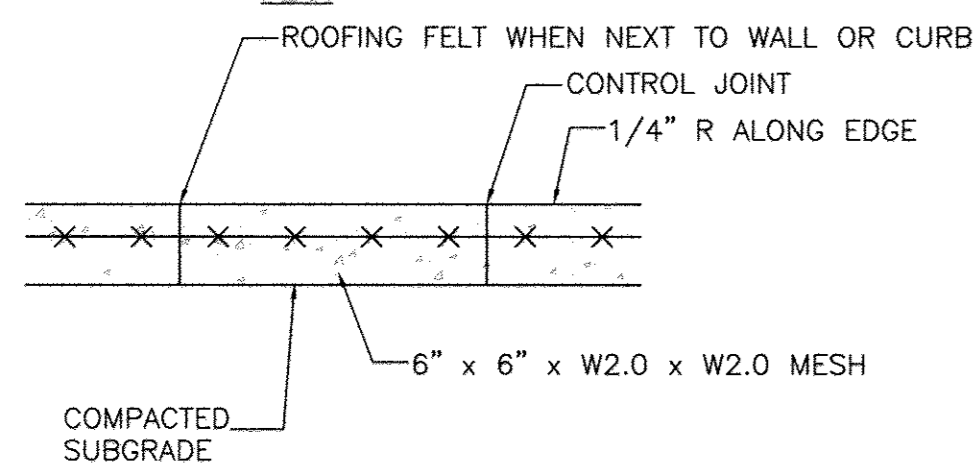 ROOFING FELT WHEN NEXT TO WALL OR CURB
CONTROL JOINT
1/4" R ALONG EDGE
6" x 6" x W2.0 x W2.0 MESH
COMPACTED
SUBGRADE